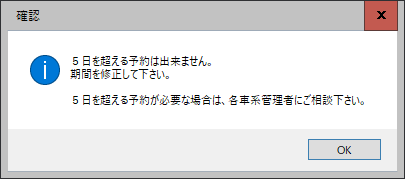 確認
x
i
5日を超える予約は出来ません。
期間を修正して下さい。
5日を超える予約が必要な場合は、各車系管理者にご相談下さい。
OK